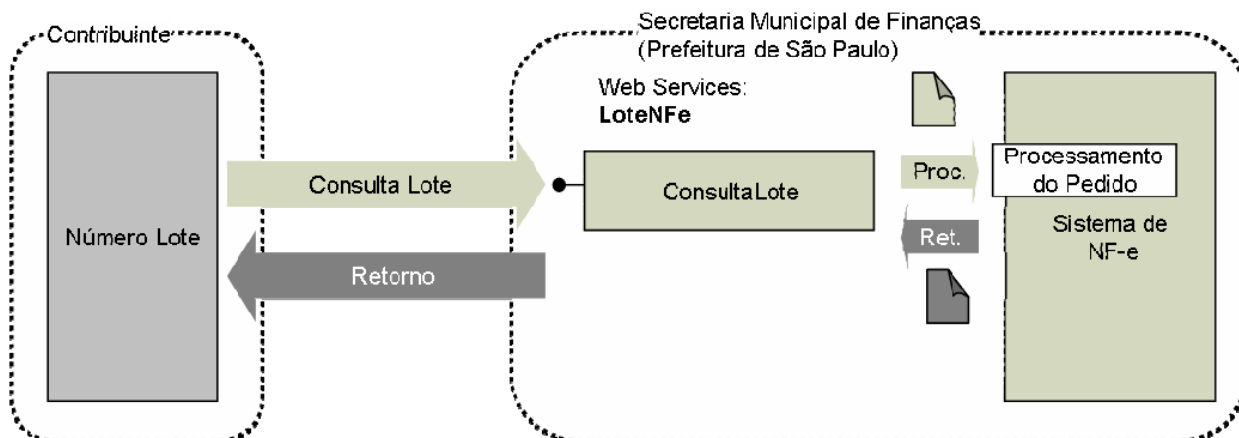 Contribuinte
Secretaria Municipal de Finanças
(Prefeitura de São Paulo)
Web Services:
LoteNFe
Número Lote
Consulta Lote
Retorno
ConsultaLote
Proc.
Ret.
Processamento
do Pedido
Sistema de
NF-e